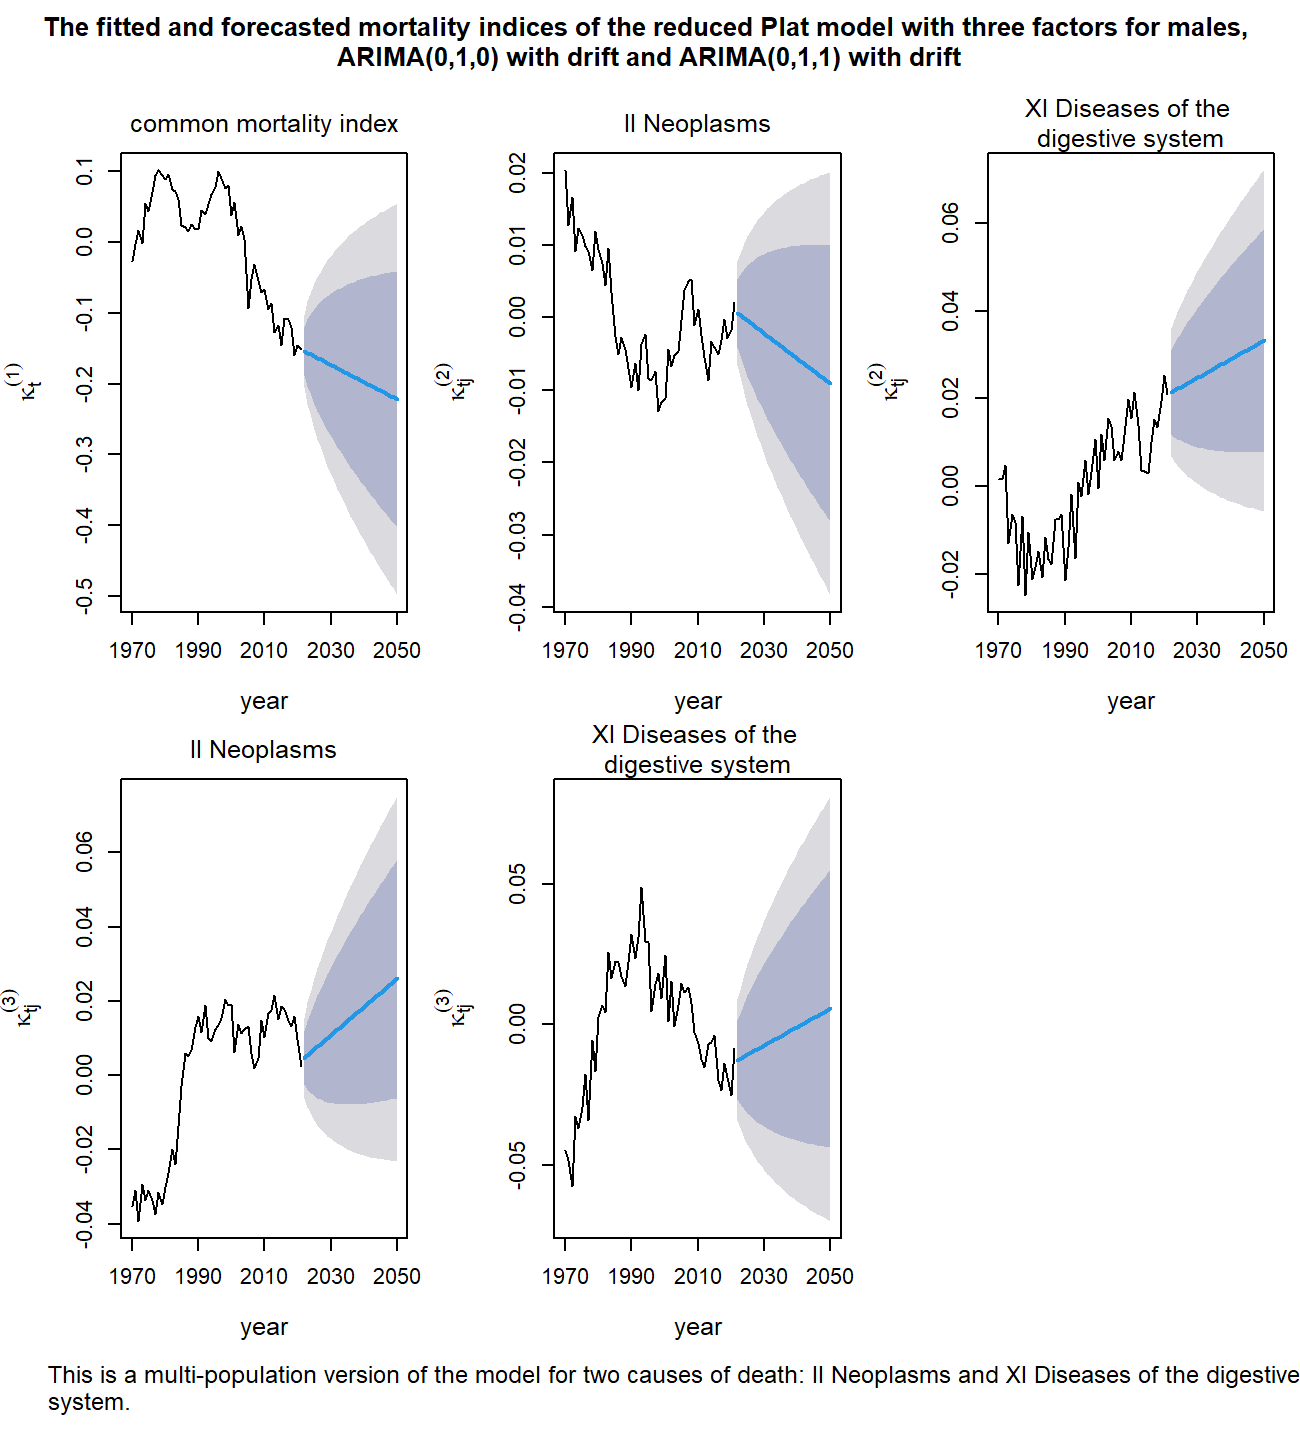 The fitted and forecasted mortality indices of the reduced Plat model with three factors for males,
ARIMA(0,1,0) with drift and ARIMA(0,1,1) with drift
common mortality index
0.1
0.0
-0.1
-0.2
-0.3
-0.4
-0.5
κt(1)
1970 1990 2010 2030 2050
year
II Neoplasms
0.02
0.01
0.00
-0.01
-0.02
-0.03
-0.04
κtj(2)
1970 1990 2010 2030 2050
year
XI Diseases of the
digestive system
0.06
0.04
0.02
0.00
-0.02
κtj(2)
1970 1990 2010 2030 2050
year
II Neoplasms
0.06
0.04
0.02
0.00
-0.02
-0.04
κtj(3)
1970 1990 2010 2030 2050
year
XI Diseases of the
digestive system
0.05
0.00
-0.05
κtj(3)
1970 1990 2010 2030 2050
year
This is a multi-population version of the model for two causes of death: II Neoplasms and XI Diseases of the digestive
system.